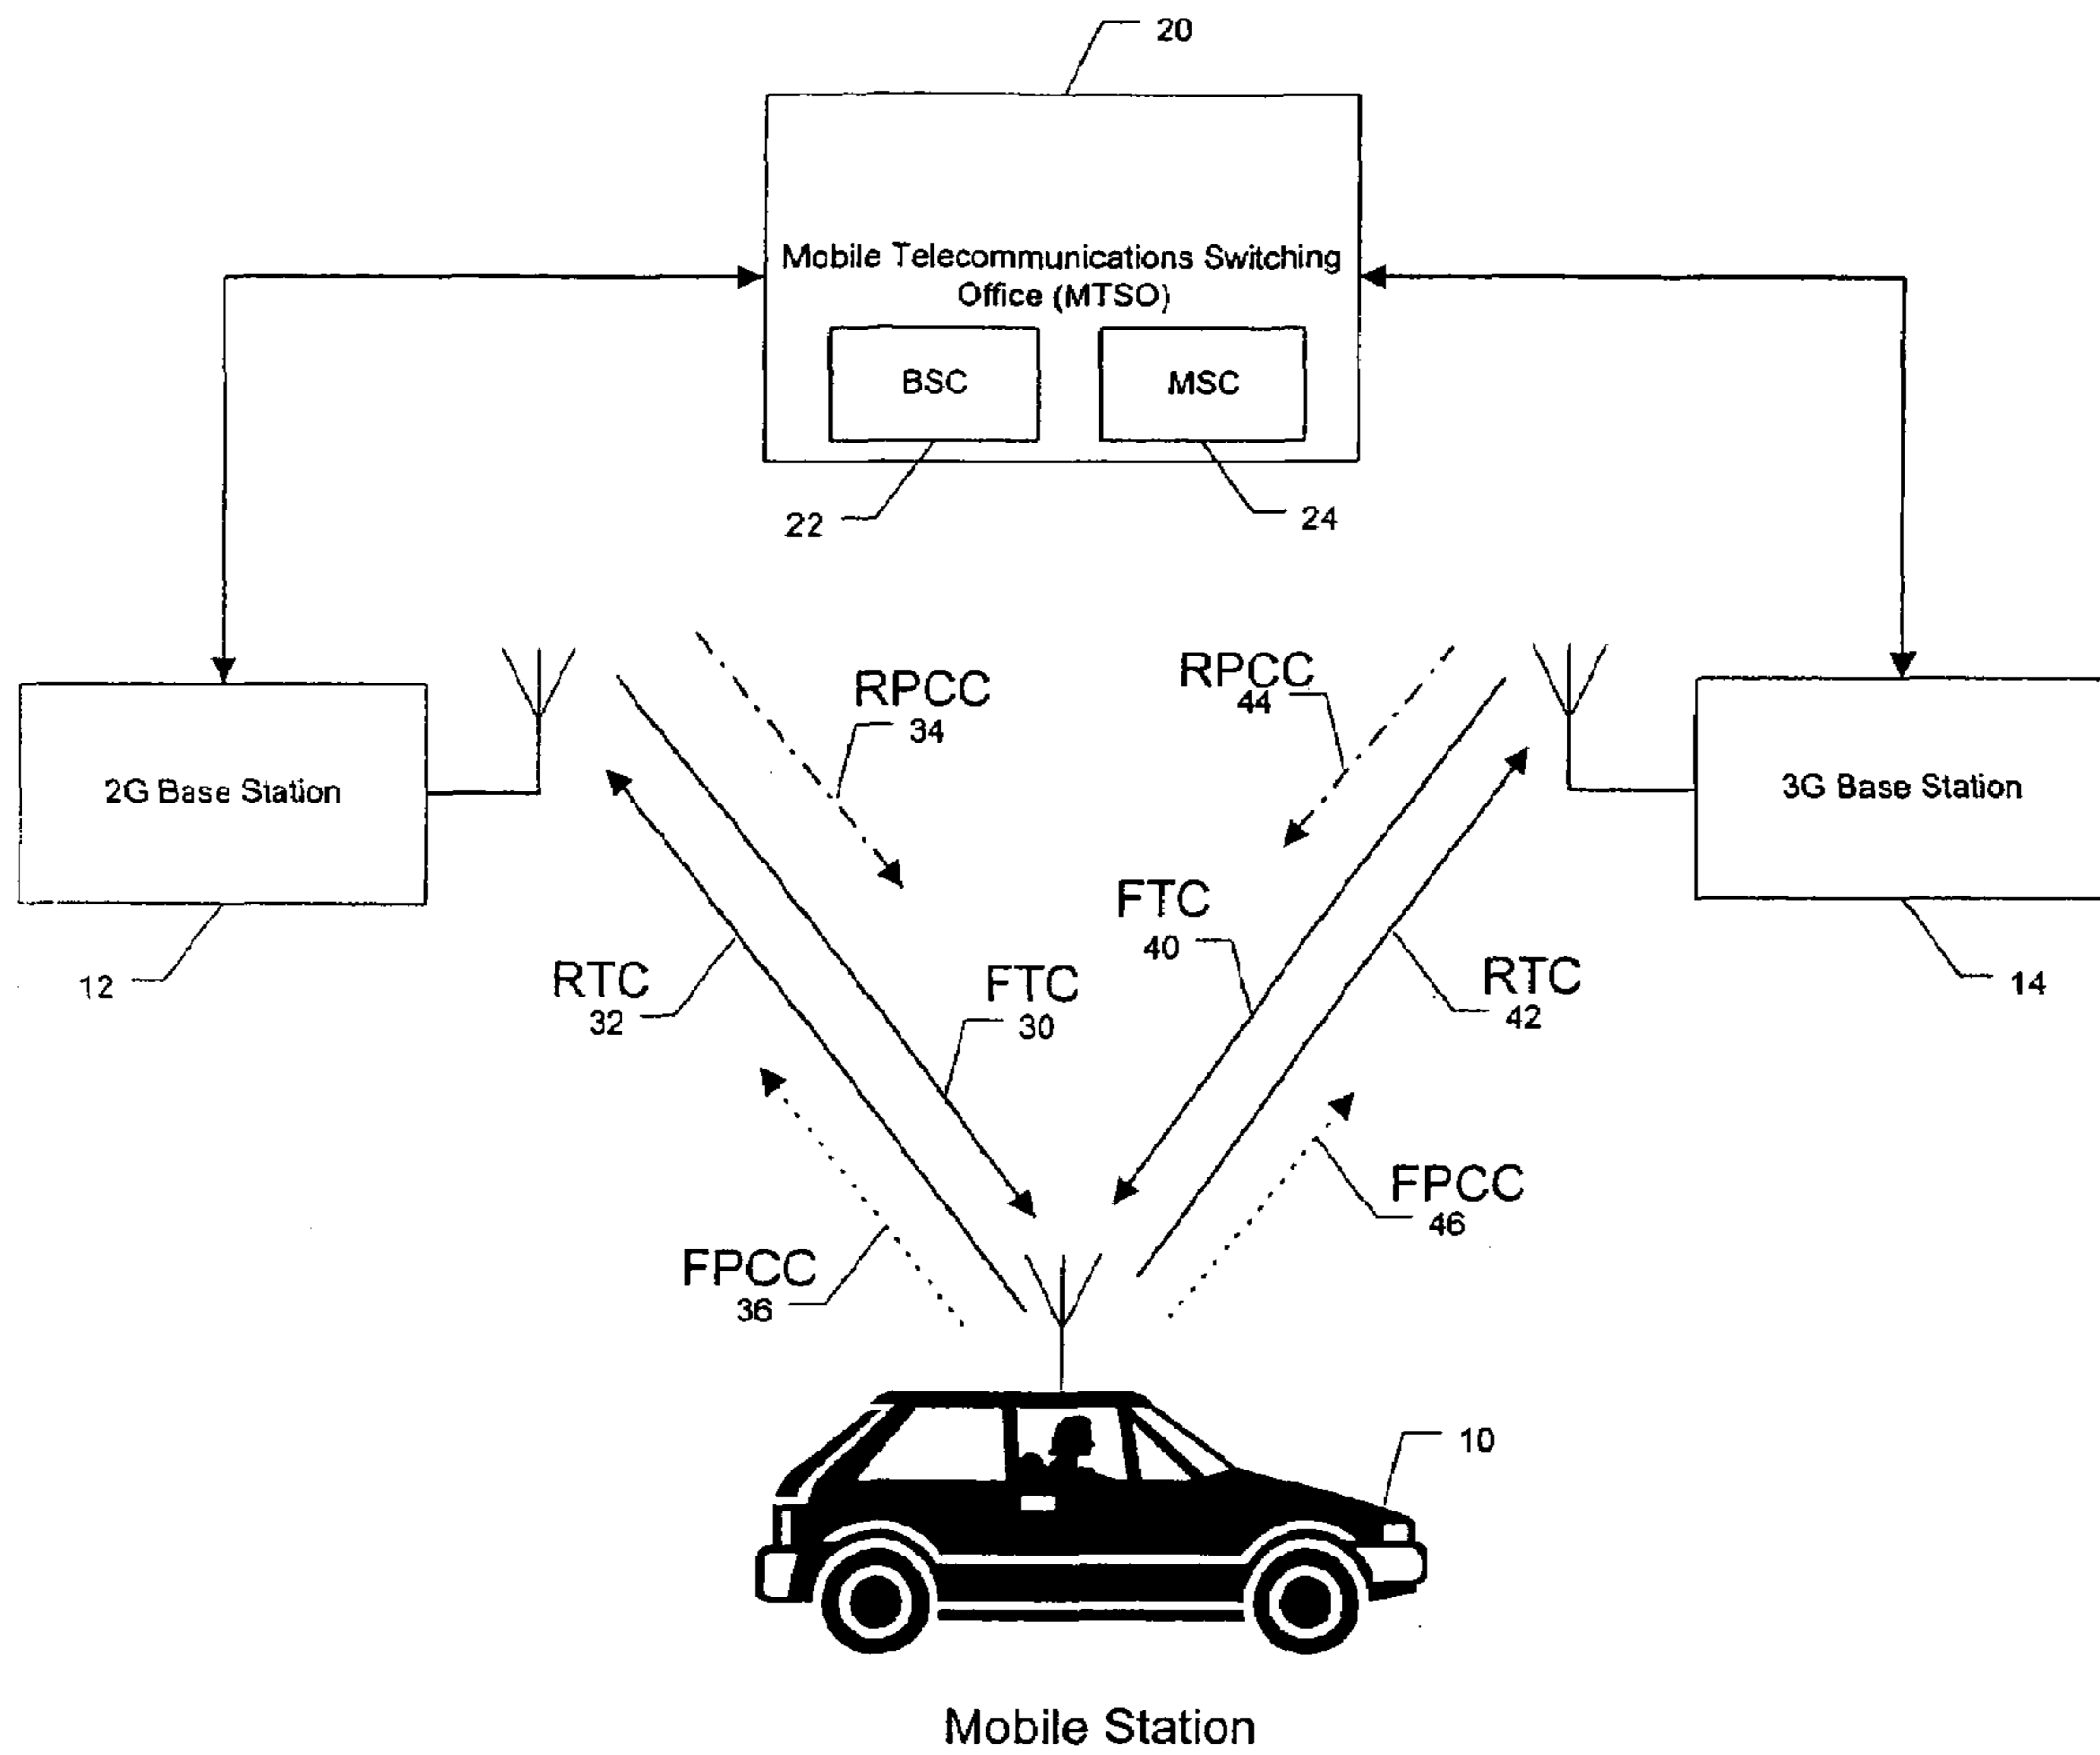 20
Mobile Telecommunications Switching
Office (MTSO)
BSC
MSC
22
24
RPCC
34
RPCC
44
2G Base Station
3G Base Station
FTC
40
12
RTC
32
FTC
30
RTC
42
14
FPCC
46
FPCC
36
10
Mobile Station